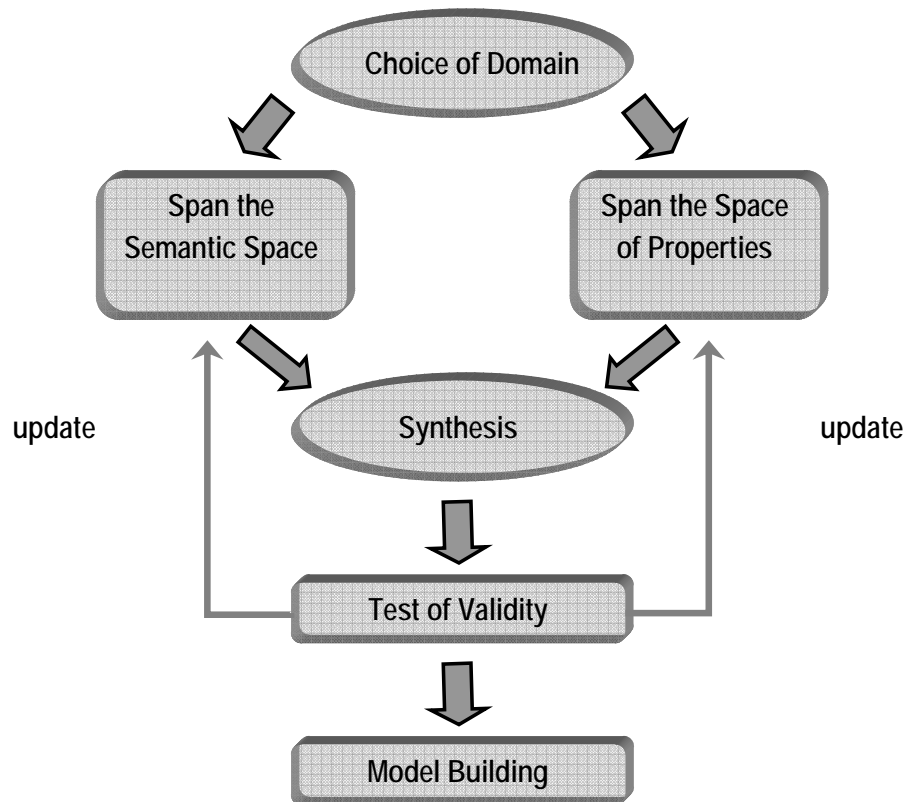 Choice of Domain
Span the
Semantic Space
Span the Space
of Properties
update
Synthesis
update
Test of Validity
Model Building